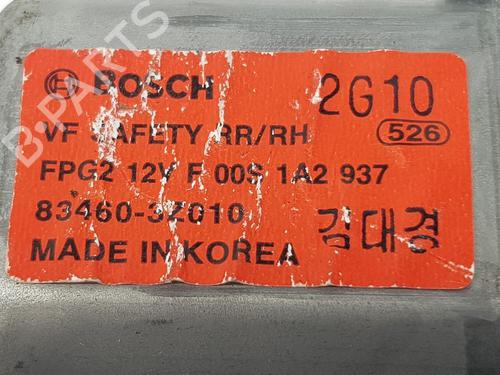 BOSCH 2G10
VF SAFETY RR/RH 526
FPG2 12V F 00S 1A2 937
83460-3Z010 김대경
MADE IN KOREA